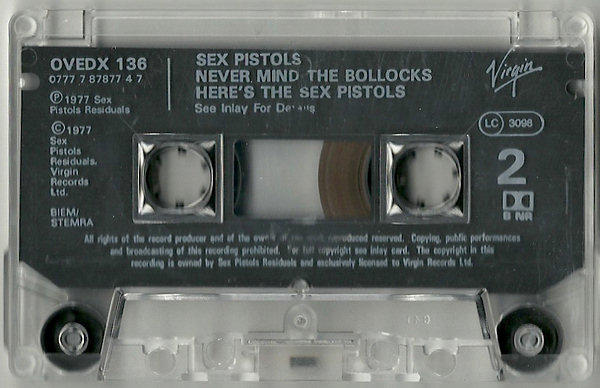 OVEDX 136
0777 7 87877 4 7
℗ 1977 Sex
Pistols Residuals
© 1977
Sex
Pistols
Residuals.
Virgin
Records
Ltd.
BIEM/
STEMRA
SEX PISTOLS
NEVER MIND THE BOLLOCKS
HERE'S THE SEX PISTOLS
See Inlay For Details
Virgin
LC 3098
2
B NR
All rights of the record producer and of the owner of the work reproduced reserved. Copying, public performances
and broadcasting of this recording prohibited. For full copyright see inlay card. The copyright in this
recording is owned by Sex Pistols Residuals and exclusively licensed to Virgin Records Ltd.